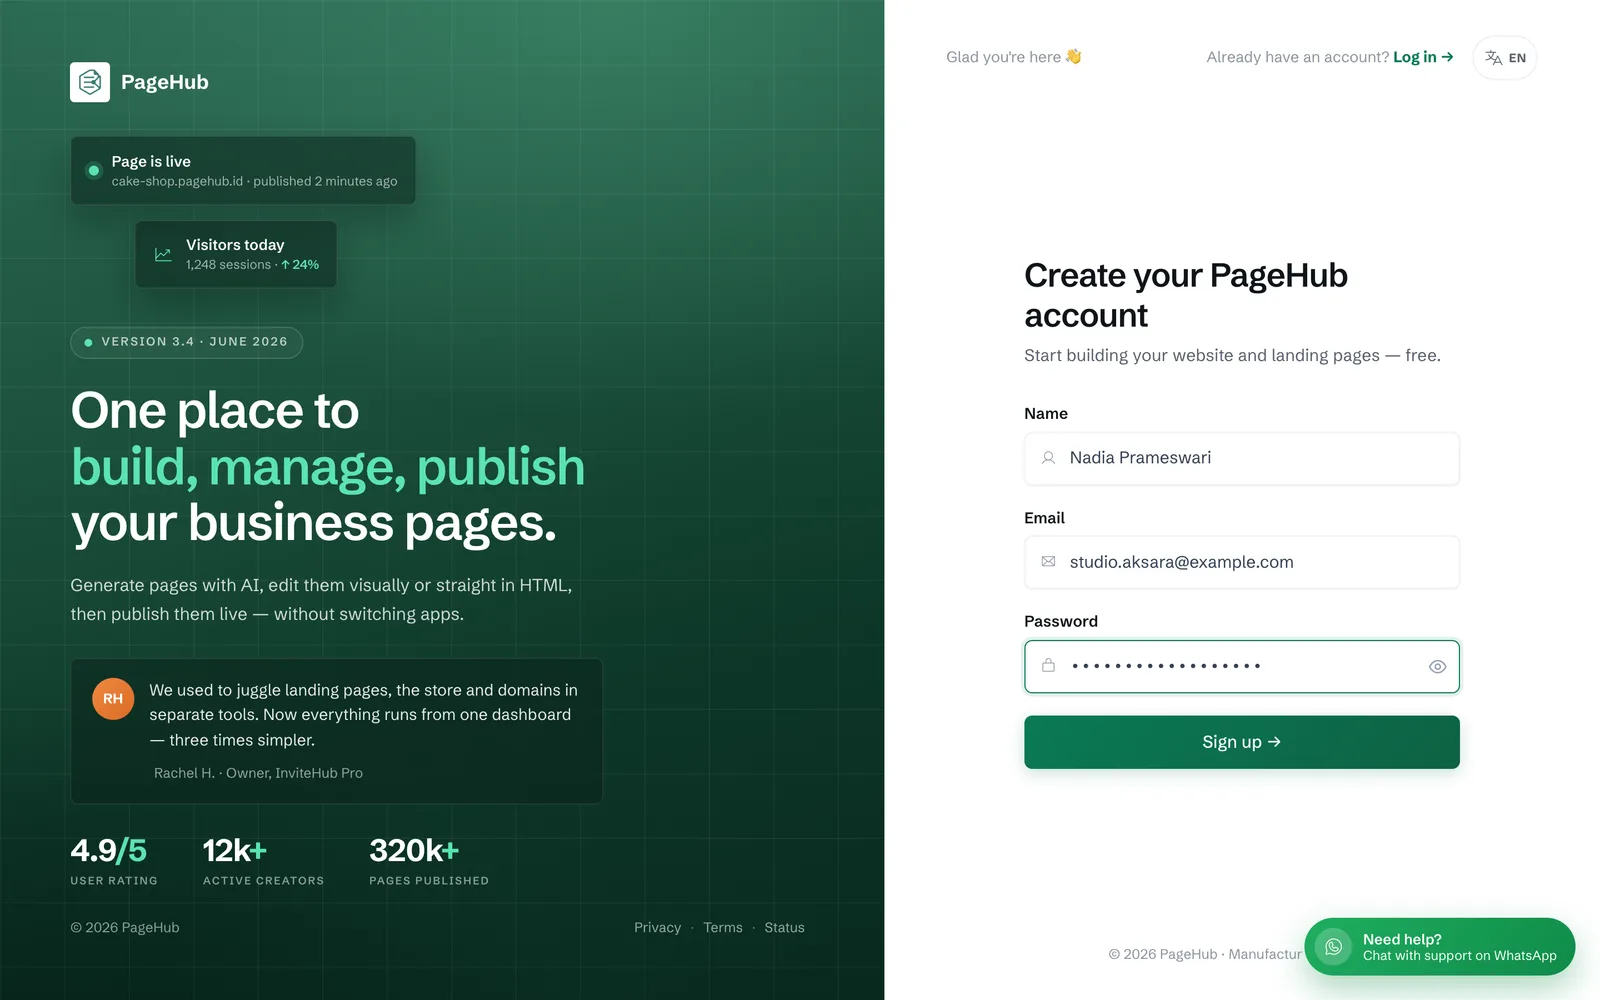 PageHub
Page is live
cake-shop.pagehub.id · published 2 minutes ago
Visitors today
1,248 sessions · ↑ 24%
VERSION 3.4 · JUNE 2026
One place to
build, manage, publish
your business pages.
Generate pages with AI, edit them visually or straight in HTML,
then publish them live — without switching apps.
RH
We used to juggle landing pages, the store and domains in
separate tools. Now everything runs from one dashboard
— three times simpler.
Rachel H. · Owner, InviteHub Pro
4.9/5
USER RATING
12k+
ACTIVE CREATORS
320k+
PAGES PUBLISHED
© 2026 PageHub
Privacy · Terms · Status
Glad you're here 👋
Already have an account? Log in →
EN
Create your PageHub
account
Start building your website and landing pages — free.
Name
Nadia Prameswari
Email
studio.aksara@example.com
Password
••••••••••••••••••
Sign up →
© 2026 PageHub · Manufactur
Need help?
Chat with support on WhatsApp